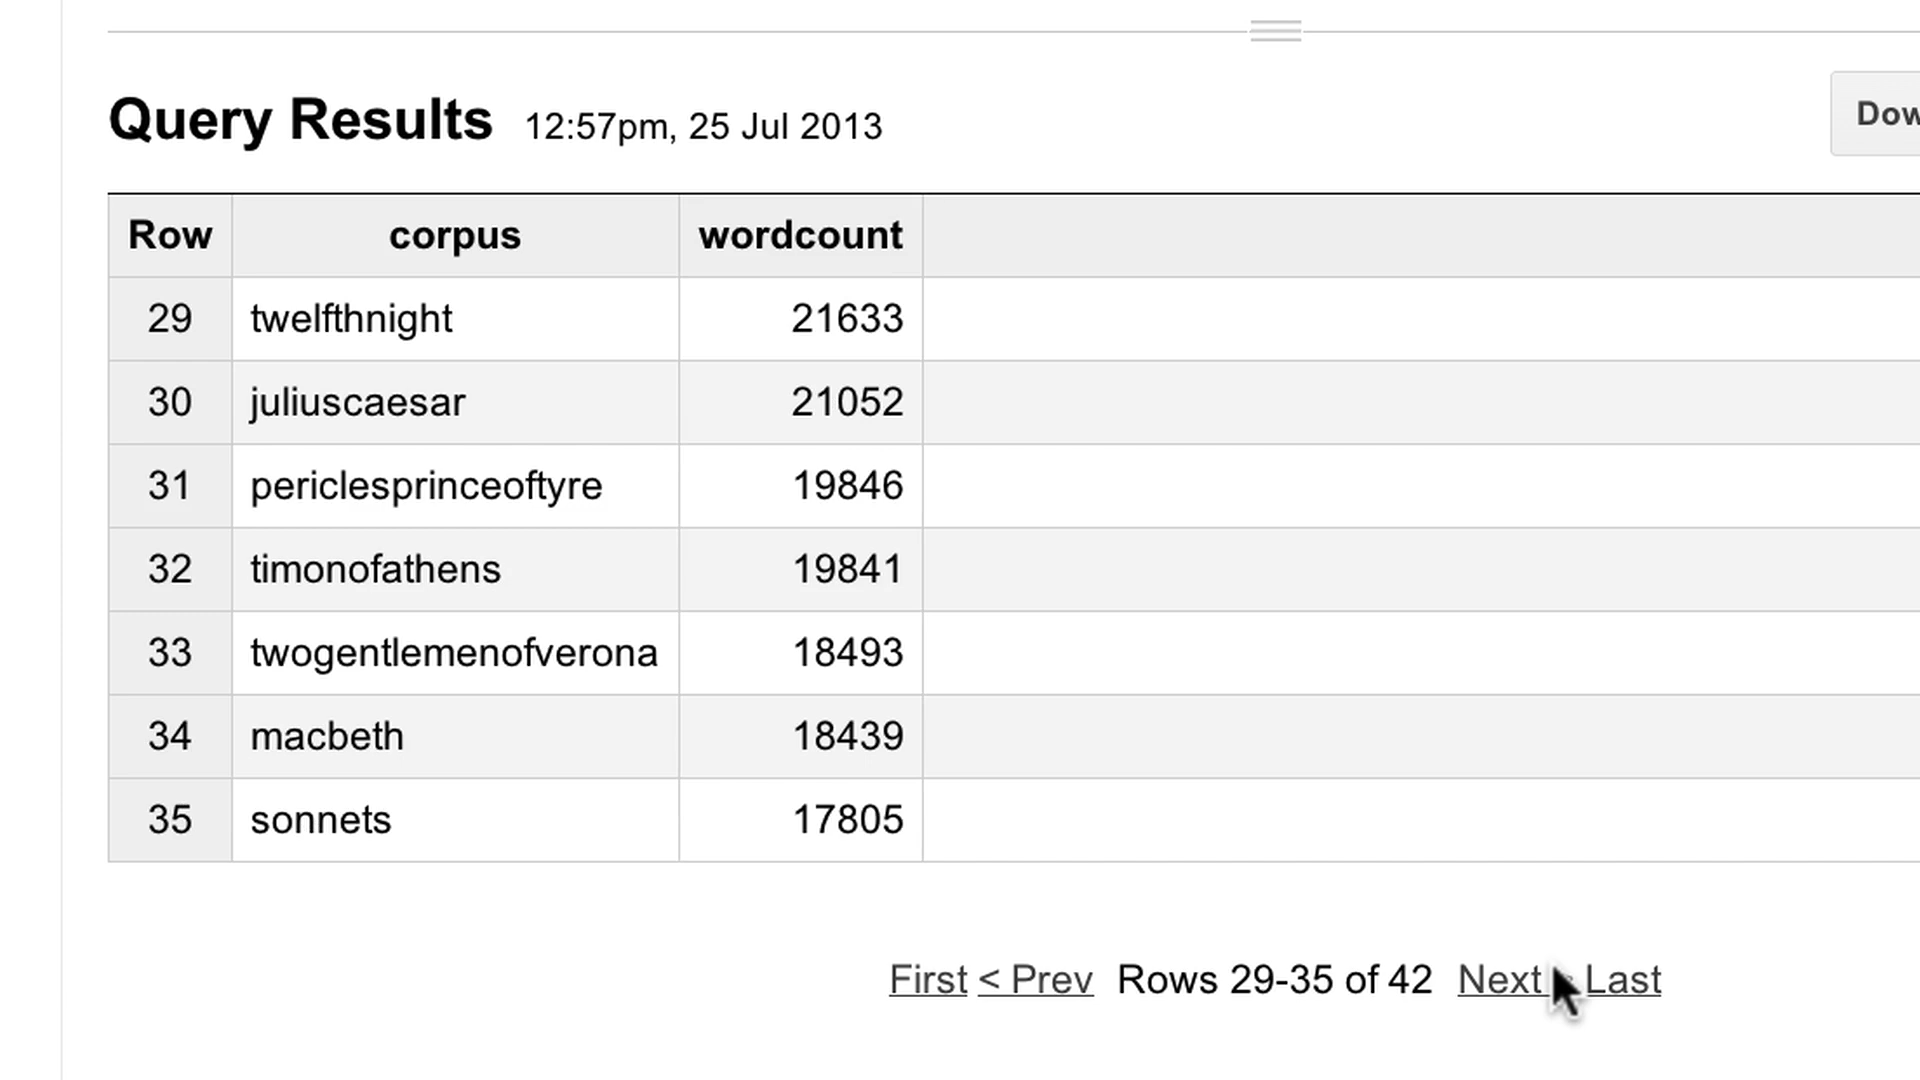 Query Results 12:57pm, 25 Jul 2013
Row corpus wordcount
29 twelfthnight 21633
30 juliuscaesar 21052
31 periclesprinceoftyre 19846
32 timonofathens 19841
33 twogentlemenofverona 18493
34 macbeth 18439
35 sonnets 17805
First < Prev Rows 29-35 of 42 Next Last